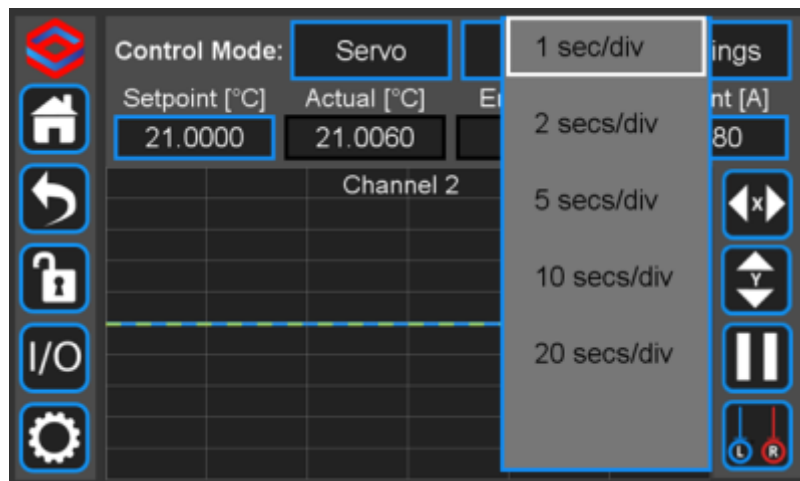 Control Mode: Servo ings
Setpoint [°C] Actual [°C] E nt [A]
21.0000 21.0060 80
Channel 2
1 sec/div
2 secs/div
5 secs/div
10 secs/div
20 secs/div
X
Y
I/O
L R